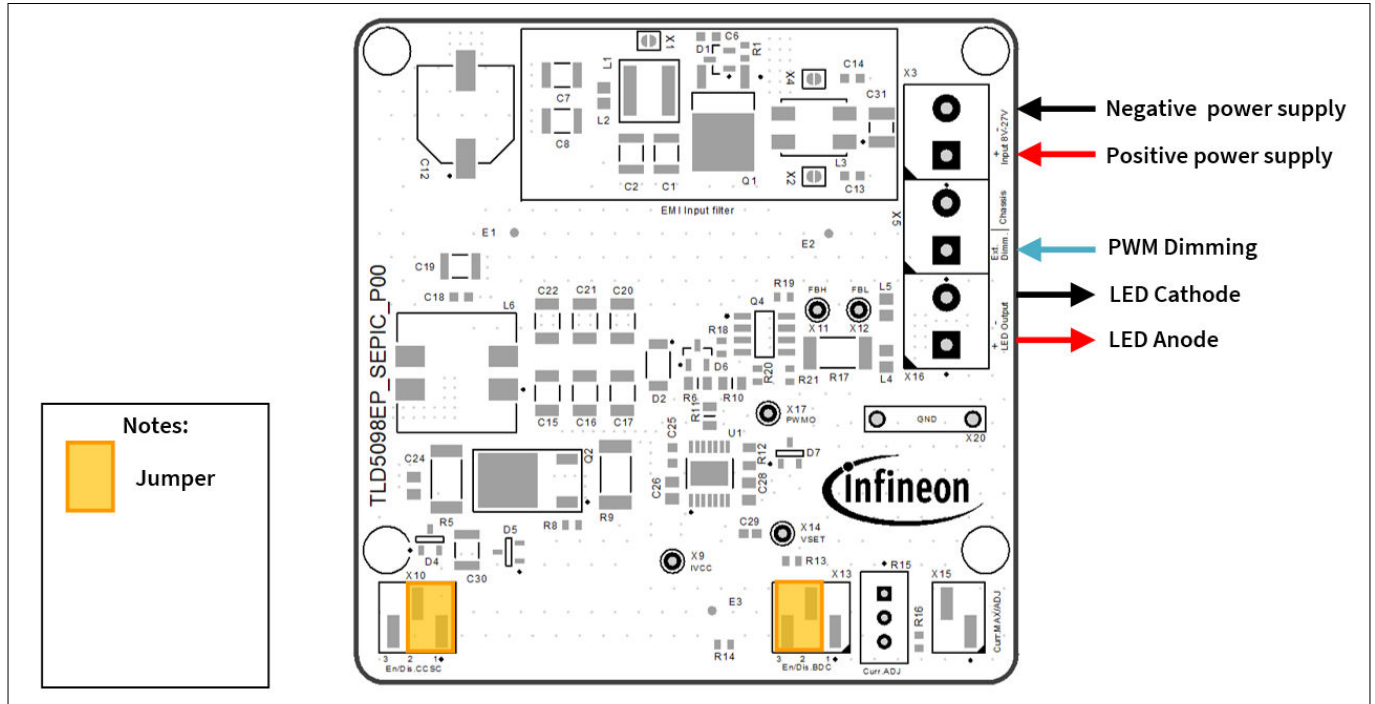 X1
C6
D1
R1
L1
C7
L2
C8
C2
C1
Q1
X4
C14
C31
L3
X2
C13
EMI Input filter
C12
X3
- Input 8V-27V +
Negative power supply
Positive power supply
X5
Chassis
Ext. Dimm.
PWM Dimming
LED Cathode
LED Anode
- LED Output +
X16
E1
E2
TLD5098EP_SEPIC_P00
C19
C18
L6
C22
C21
C20
C15
C16
C17
D2
D6
R6
R10
R11
R18
Q4
R19
R20
R21
FBH
X11
FBL
X12
R17
L5
L4
X17
PWMO
GND
X20
U1
C25
C26
R12
C28
D7
infineon
C24
R5
Q2
R9
R8
D4
C30
D5
C29
X14
VSET
X9
IVCC
R13
X10
3 2 1
En/Dis.CCSC
E3
R14
X13
3 2 1
En/Dis.BDC
R15
Curr.ADJ
R16
X15
Curr.MAX/ADJ
Notes:
Jumper